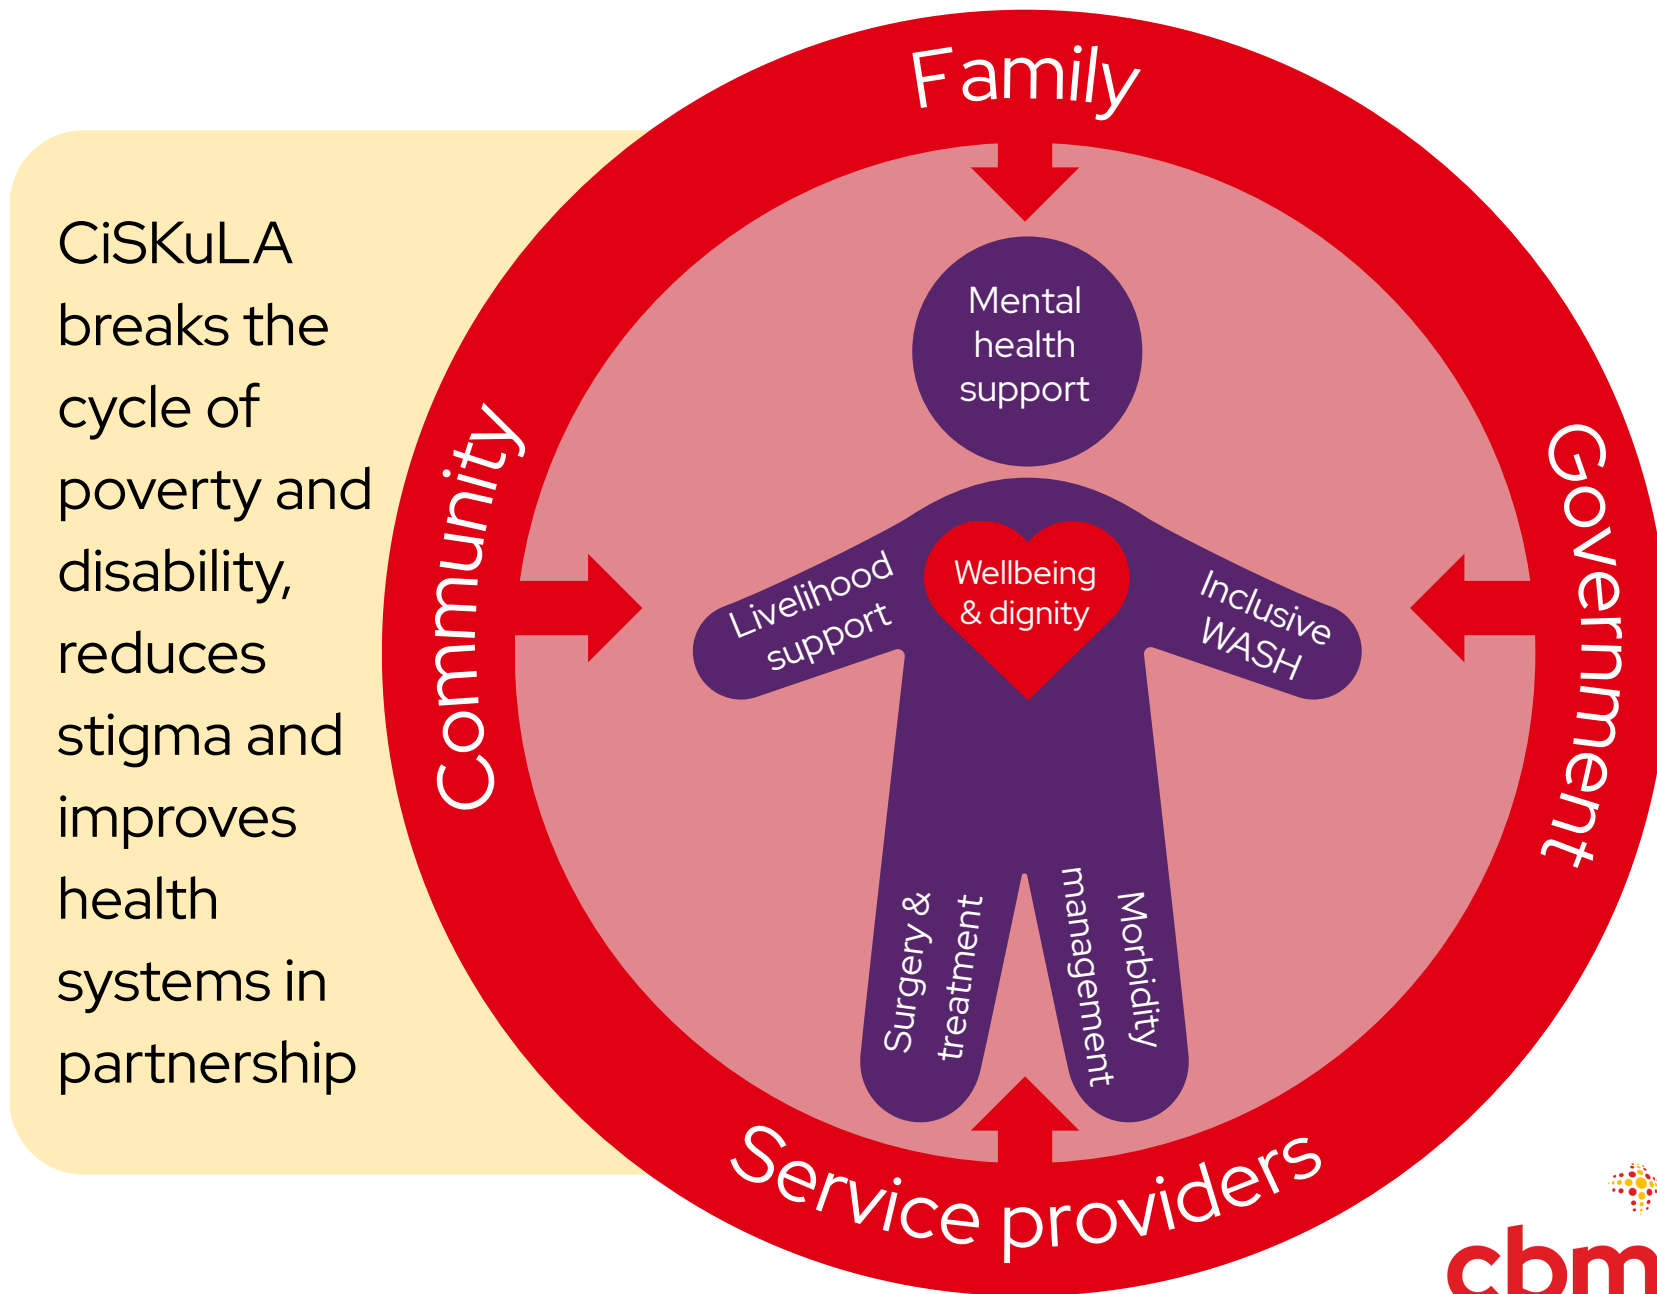 CiSKuLA
breaks the
cycle of
poverty and
disability,
reduces
stigma and
improves
health
systems in
partnership
Family
Community
Government
Mental
health
support
Livelihood
support
Wellbeing
& dignity
Inclusive
WASH
Surgery &
treatment
Morbidity
management
Service providers
cbm